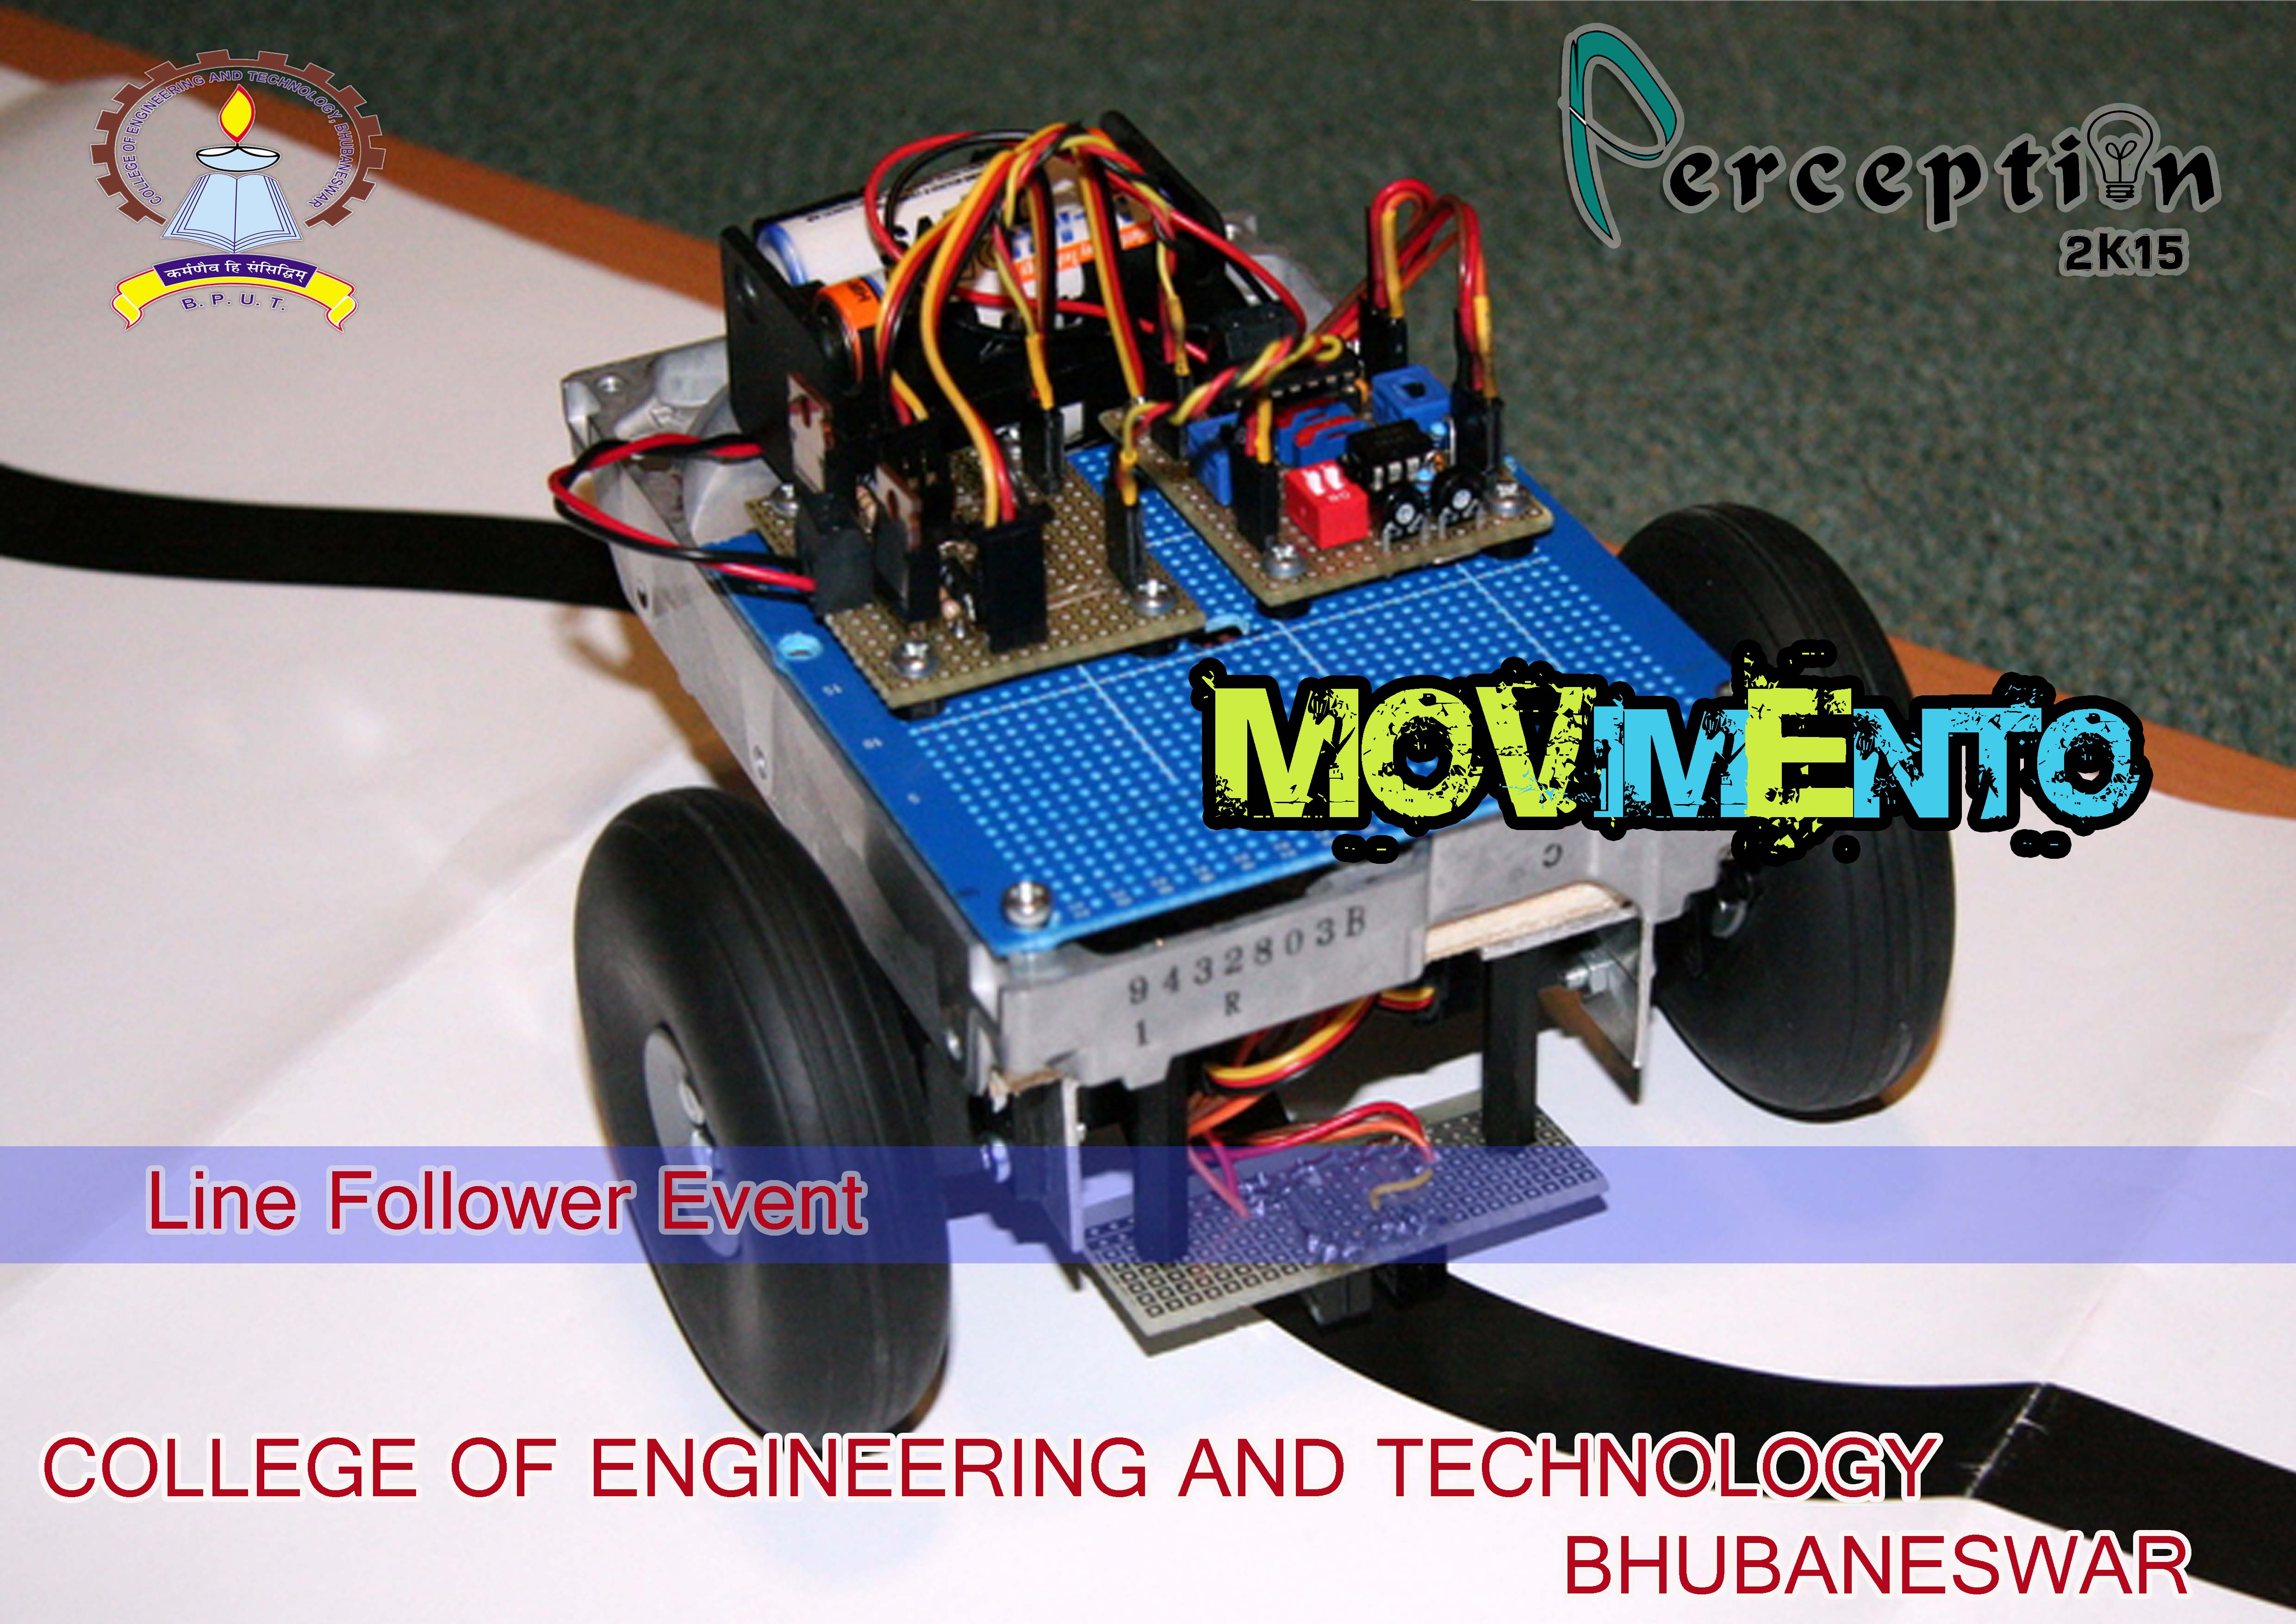 COLLEGE OF ENGINEERING AND TECHNOLOGY, BHUBANESWAR
कर्मणैव हि संसिद्धिम्
B. P. U. T.
Perception
2K15
MOVIMENTO
9432803B
1 R
Line Follower Event
COLLEGE OF ENGINEERING AND TECHNOLOGY
BHUBANESWAR